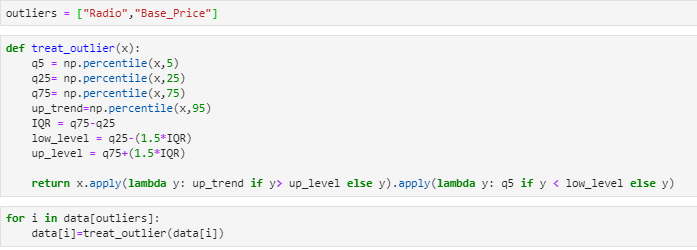 outliers = ["Radio","Base_Price"]
def treat_outlier(x):
    q5 = np.percentile(x,5)
    q25= np.percentile(x,25)
    q75= np.percentile(x,75)
    up_trend=np.percentile(x,95)
    IQR = q75-q25
    low_level = q25-(1.5*IQR)
    up_level = q75+(1.5*IQR)
    return x.apply(lambda y: up_trend if y> up_level else y).apply(lambda y: q5 if y < low_level else y)
for i in data[outliers]:
    data[i]=treat_outlier(data[i])